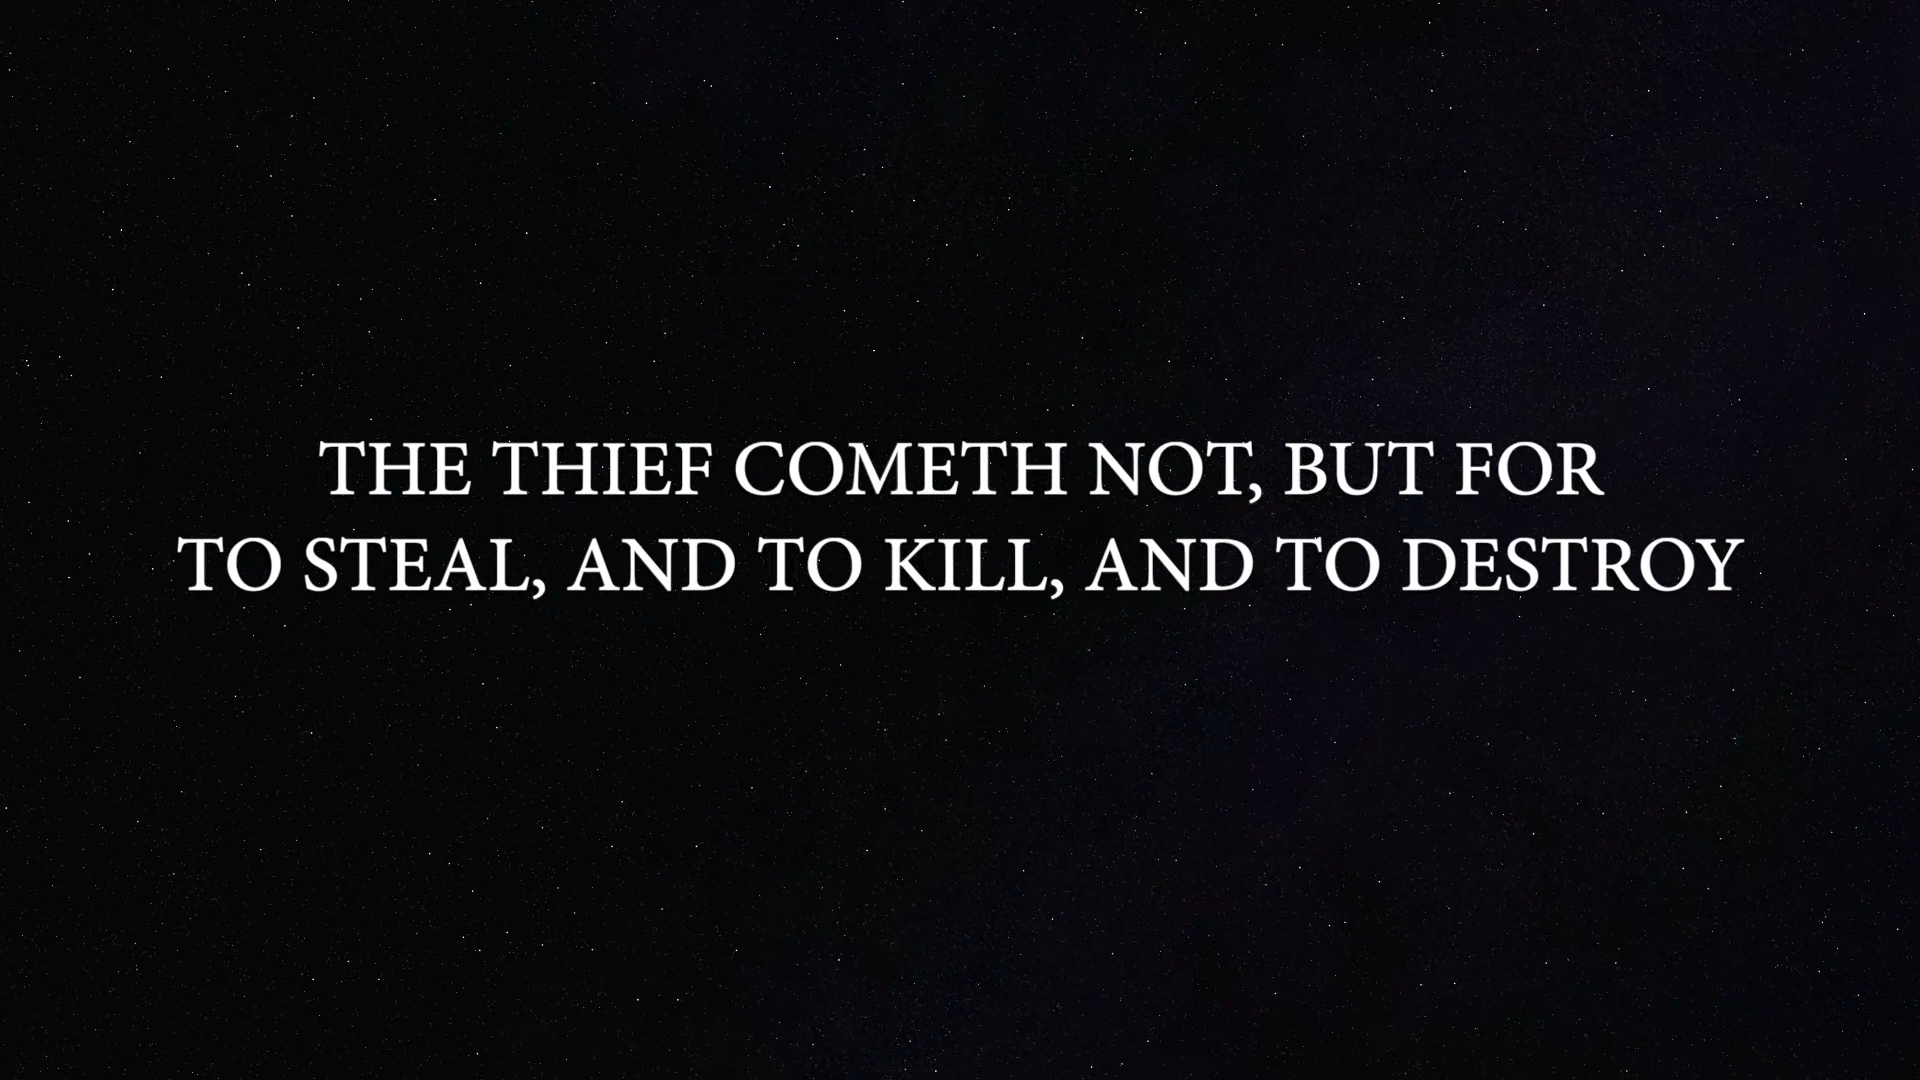 THE THIEF COMETH NOT, BUT FOR
TO STEAL, AND TO KILL, AND TO DESTROY